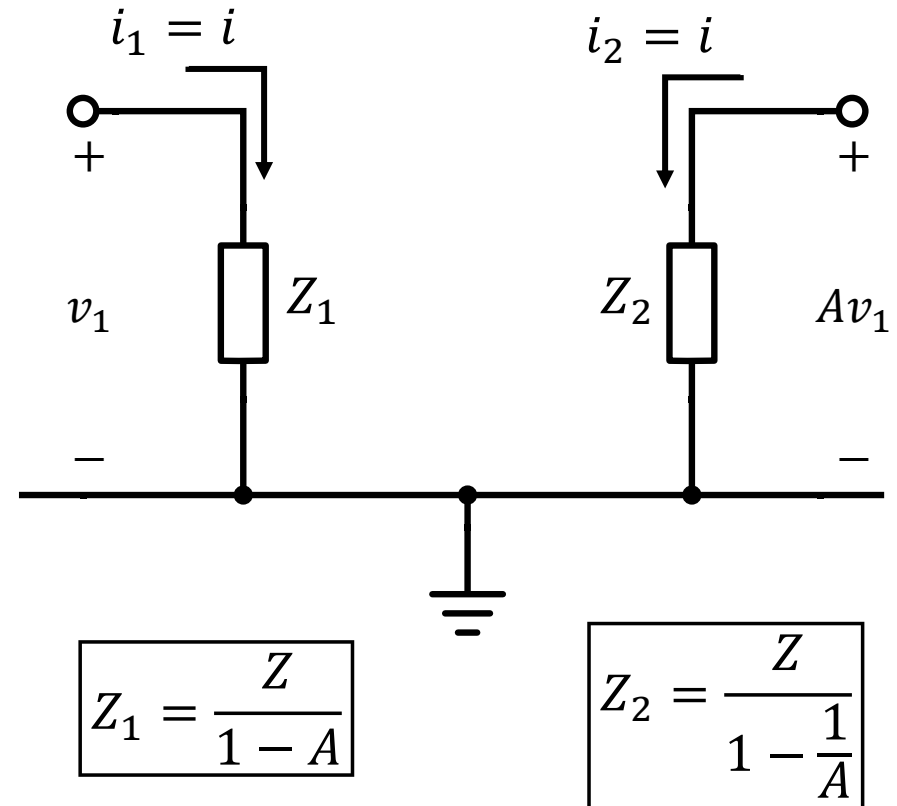 i₁ = i
i₂ = i
+
+
v₁
Z₁
Z₂
Av₁
−
−
Z₁ = Z / (1 − A)
Z₂ = Z / (1 − 1/A)